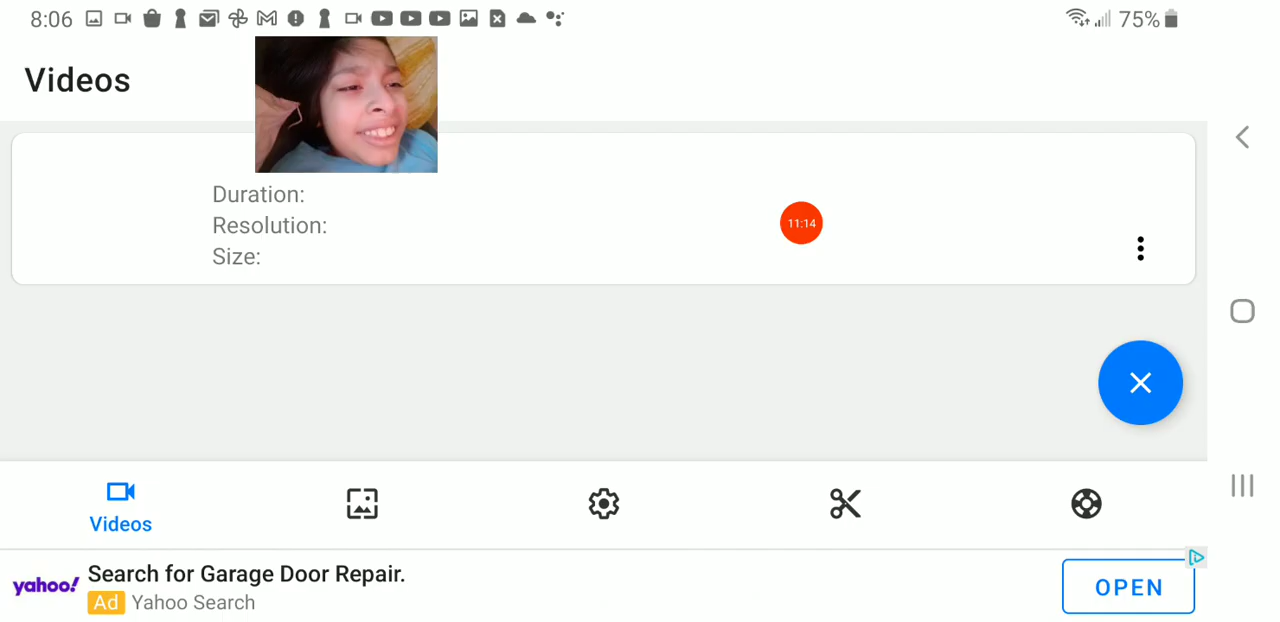 8:06
75%
Videos
Duration:
Resolution:
Size:
11:14
Videos
yahoo!
Search for Garage Door Repair.
Ad Yahoo Search
OPEN